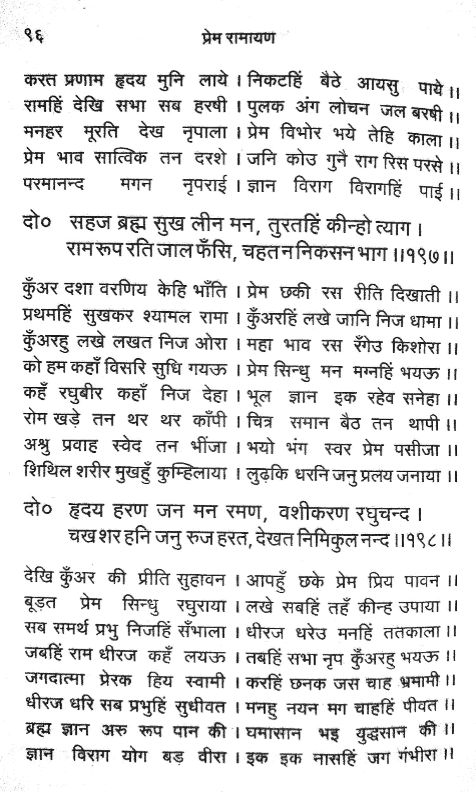 ९६ प्रेम रामायण
करत प्रणाम हृदय मुनि लाये । निकटहिं बैठे आयसु पाये ॥
रामहिं देखि सभा सब हरषी । पुलक अंग लोचन जल बरषी ॥
मनहर मूरति देख नृपाला । प्रेम विभोर भये तेहि काला ॥
प्रेम भाव सात्विक तन दरशे । जनि कोउ गुनै राग रिस परसे ॥
परमानन्द मगन नृपराई । ज्ञान विराग विरागहिं पाई ॥
दो० सहज ब्रह्म सुख लीन मन, तुरतहिं कीन्हो त्याग ।
राम रूप रति जाल फँसि, चहत न निकसन भाग ॥१९७॥
कुँअर दशा वरणिय केहि भाँति । प्रेम छकी रस रीति दिखाती ॥
प्रथमहिं सुखकर श्यामल रामा । कुँअरहिं लखे जानि निज धामा ॥
कुँअरहु लखे लखत निज ओरा । महा भाव रस रँगेउ किशोरा ॥
को हम कहाँ विसरि सुधि गयऊ । प्रेम सिन्धु मन मग्नहिं भयऊ ॥
कहँ रघुबीर कहाँ निज देहा । भूल ज्ञान इक रहेव सनेहा ॥
रोम खड़े तन थर थर काँपी । चित्र समान बैठ तन थापी ॥
अश्रु प्रवाह स्वेद तन भींजा । भयो भंग स्वर प्रेम पसीजा ॥
शिथिल शरीर मुखहुँ कुम्हिलाया । लुढ़कि धरनि जनु प्रलय जनाया ॥
दो० हृदय हरण जन मन रमण, वशीकरण रघुचन्द ।
चख शर हनि जनु रुज हरत, देखत निमिकुल नन्द ॥१९८॥
देखि कुँअर की प्रीति सुहावन । आपहुँ छके प्रेम प्रिय पावन ॥
बूड़त प्रेम सिन्धु रघुराया । लखे सबहिं तहँ कीन्ह उपाया ॥
सब समर्थ प्रभु निजहिं सँभाला । धीरज धरेउ मनहिं ततकाला ॥
जबहिं राम धीरज कहँ लयऊ । तबहिं सभा नृप कुँअरहु भयऊ ॥
जगदात्मा प्रेरक हिय स्वामी । करहिं छनक जस चाह भ्रमामी ॥
धीरज धरि सब प्रभुहिं सुधीवत । मनहु नयन मग चाहहिं पीवत ॥
ब्रह्म ज्ञान अरु रूप पान की । घमासान भइ युद्धसान की ॥
ज्ञान विराग योग बड़ वीरा । इक इक नासहिं जग गंभीरा ॥